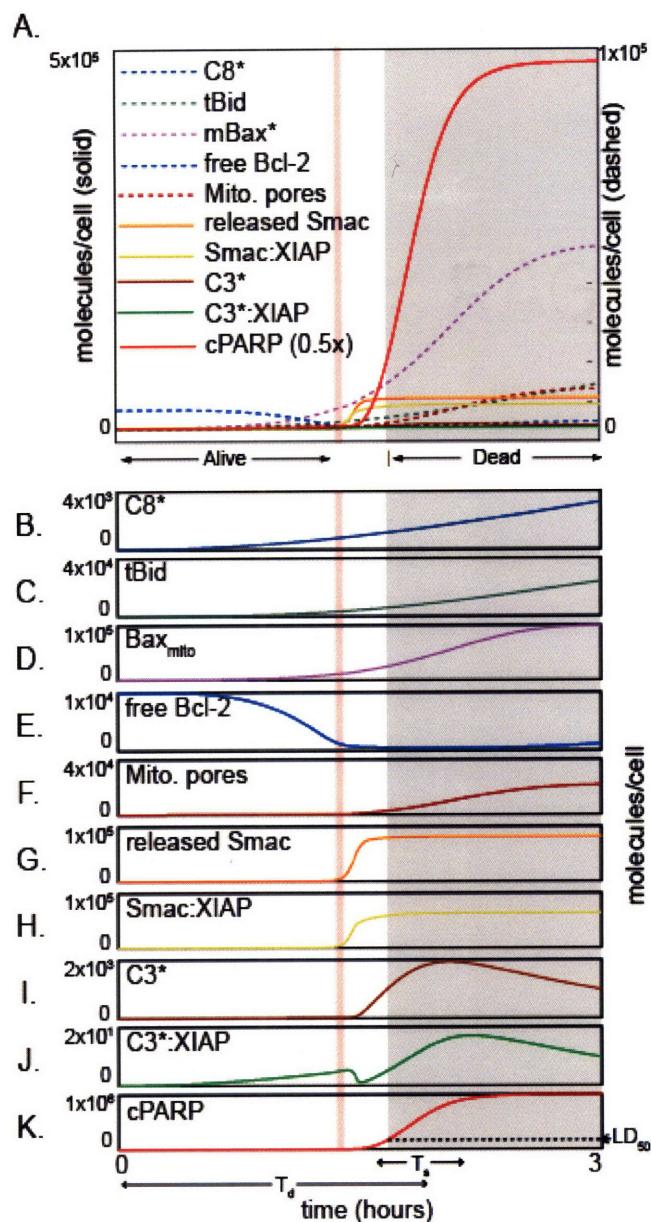 A.
5x10⁵
1x10⁵
C8*
tBid
mBax*
free Bcl-2
Mito. pores
released Smac
Smac:XIAP
C3*
C3*:XIAP
cPARP (0.5x)
molecules/cell (solid)
molecules/cell (dashed)
0
0
Alive
Dead
B.
4x10³
C8*
0
C.
4x10⁴
tBid
0
D.
1x10⁵
Bax mito
0
E.
1x10⁴
free Bcl-2
0
F.
4x10⁴
Mito. pores
0
G.
1x10⁵
released Smac
0
H.
1x10⁵
Smac:XIAP
0
I.
2x10³
C3*
0
J.
2x10¹
C3*:XIAP
0
K.
1x10⁶
cPARP
0
LD₅₀
molecules/cell
0
Tₛ
3
T_d
time (hours)